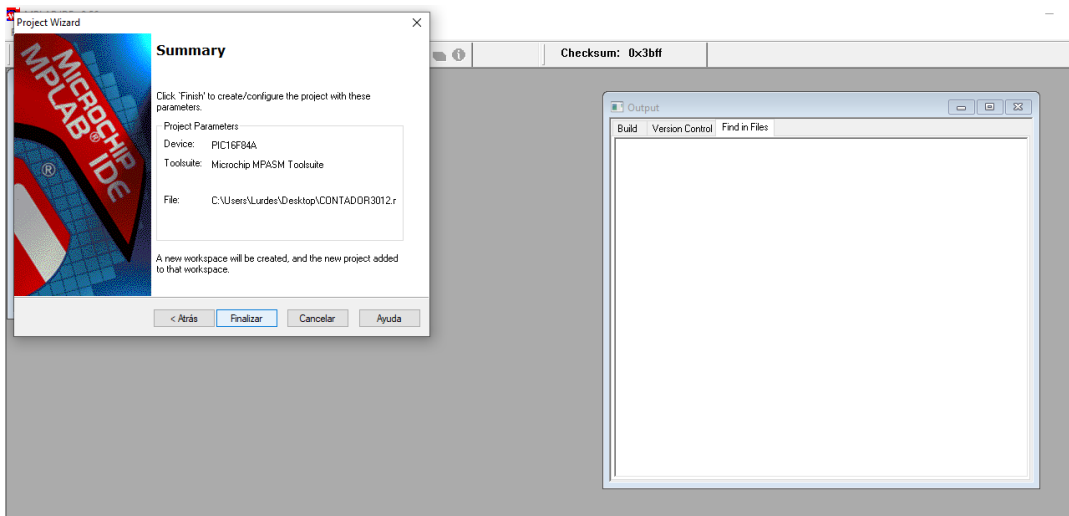 Project Wizard
Summary
Click 'Finish' to create/configure the project with these
parameters.
Project Parameters
Device: PIC16F84A
Toolsuite: Microchip MPASM Toolsuite
File: C:\Users\Lurdes\Desktop\CONTADOR3012.r
A new workspace will be created, and the new project added
to that workspace.
< Atrás Finalizar Cancelar Ayuda
MICROCHIP
MPLAB® IDE
®
Checksum: 0x3bff
Output
Build Version Control Find in Files